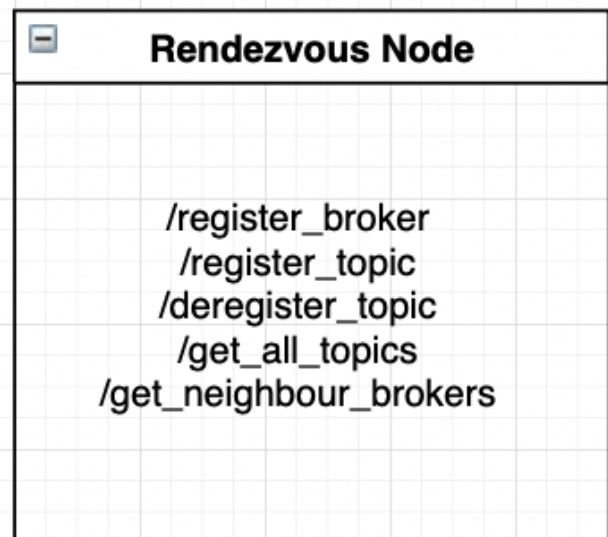 Rendezvous Node
/register_broker
/register_topic
/deregister_topic
/get_all_topics
/get_neighbour_brokers